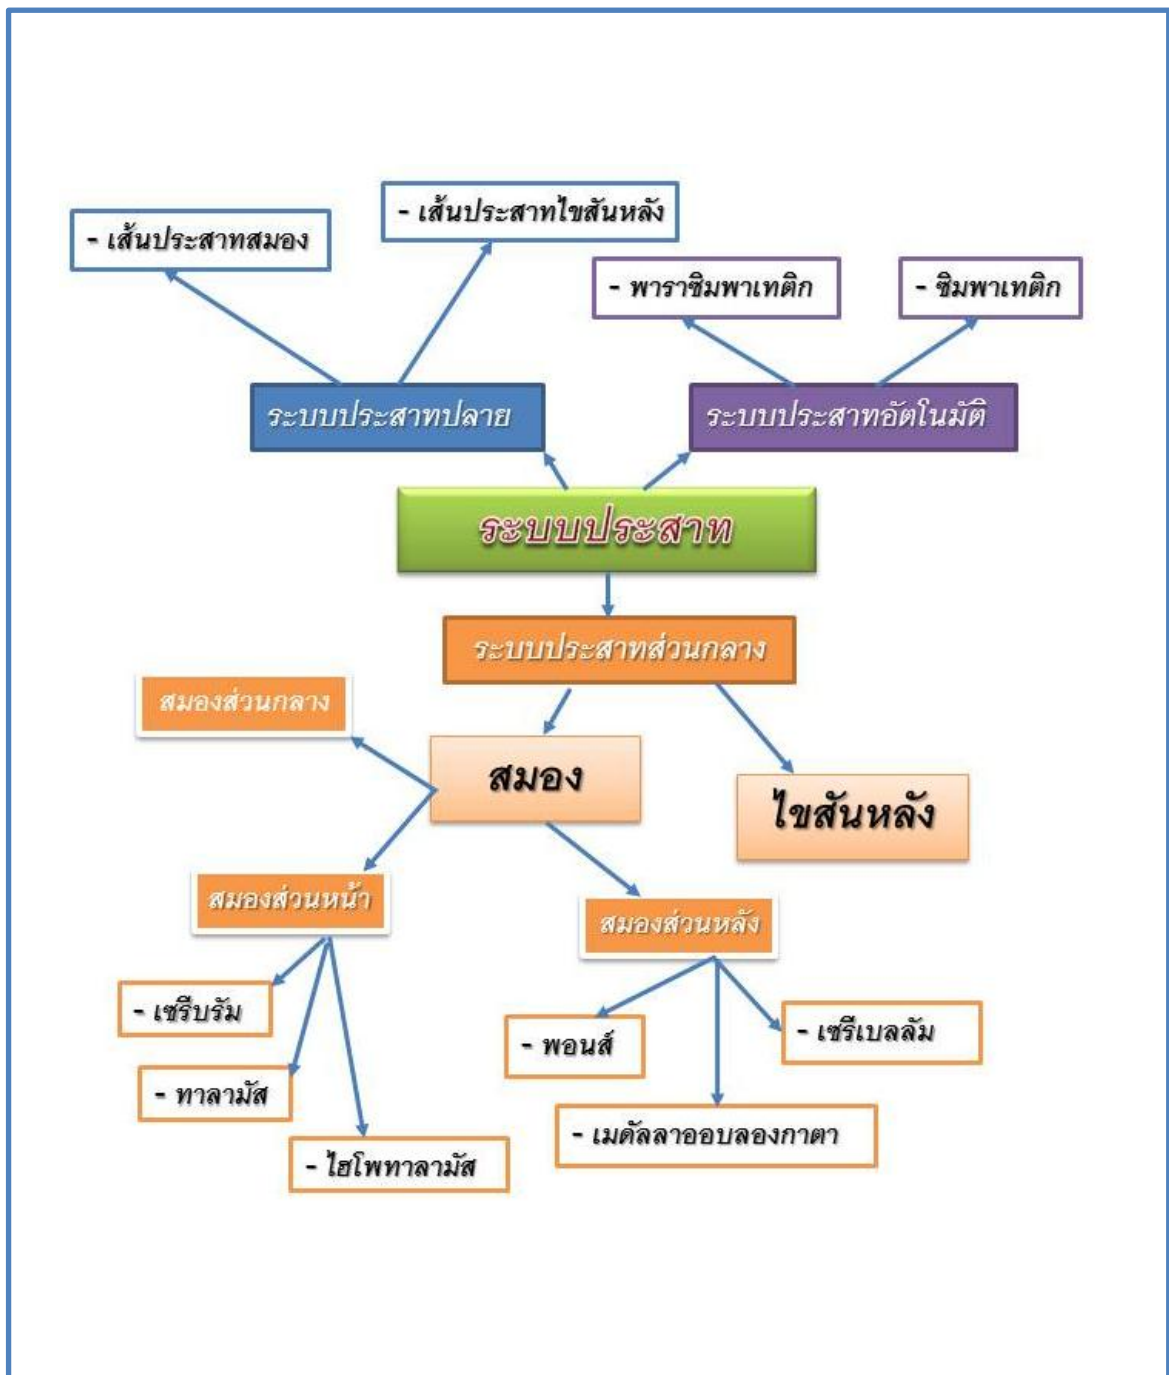 - เส้นประสาทสมอง
- เส้นประสาทไขสันหลัง
- พาราซิมพาเทติก
- ซิมพาเทติก
ระบบประสาทปลาย
ระบบประสาทอัตโนมัติ
ระบบประสาท
ระบบประสาทส่วนกลาง
สมองส่วนกลาง
สมอง
ไขสันหลัง
สมองส่วนหน้า
สมองส่วนหลัง
- เซรีบรัม
- ทาลามัส
- ไฮโพทาลามัส
- พอนส์
- เมดัลลาออบลองกาตา
- เซรีเบลลัม